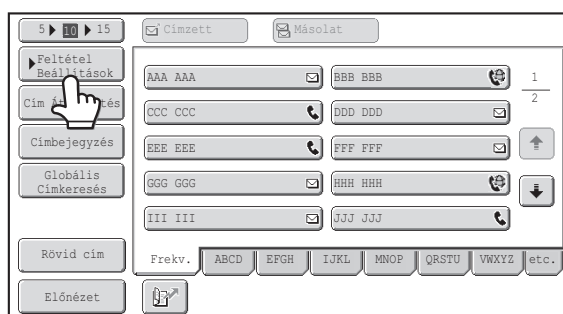 5 10 15
Címzett
Másolat
Feltétel
Beállítások
Cím
Címbejegyzés
Globális
Címkeresés
Rövid cím
Előnézet
AAA AAA
BBB BBB
CCC CCC
DDD DDD
EEE EEE
FFF FFF
GGG GGG
HHH HHH
III III
JJJ JJJ
1
2
Frekv. ABCD EFGH IJKL MNOP QRSTU VWXYZ etc.